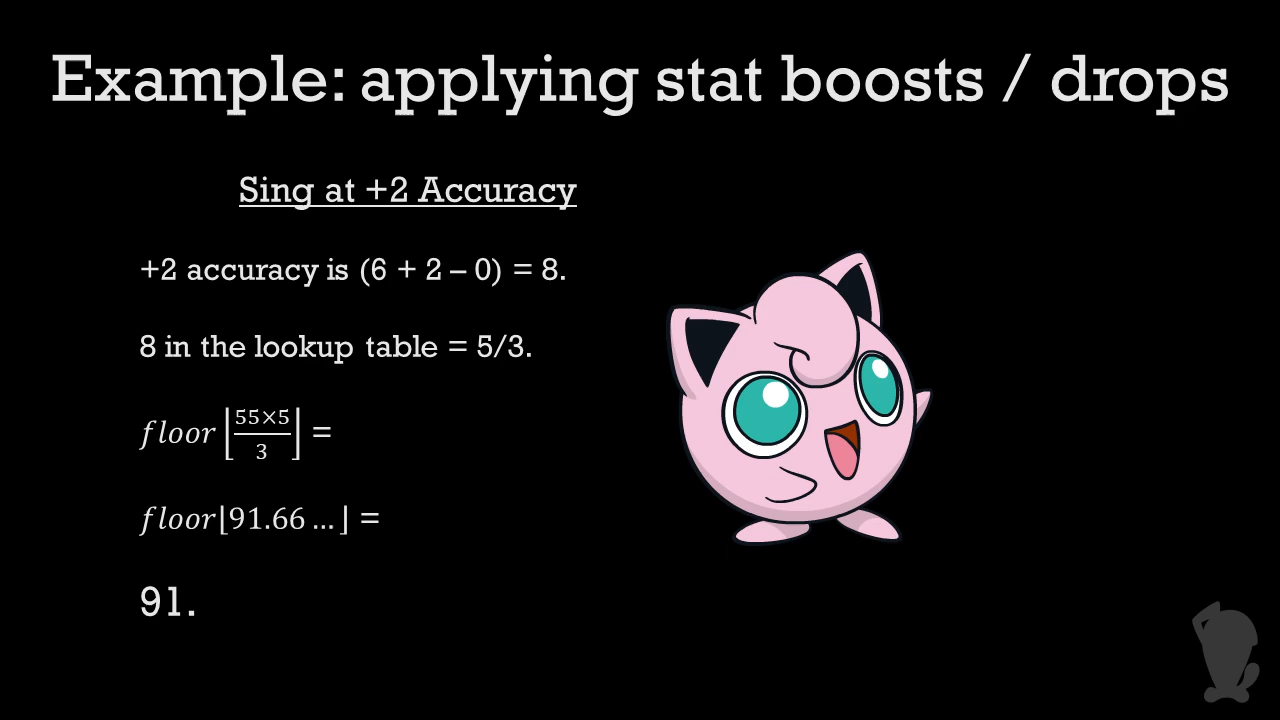 Example: applying stat boosts / drops
Sing at +2 Accuracy
+2 accuracy is (6 + 2 – 0) = 8.
8 in the lookup table = 5/3.
floor ⌊55×5/3⌋ =
floor⌊91.66 … ⌋ =
91.